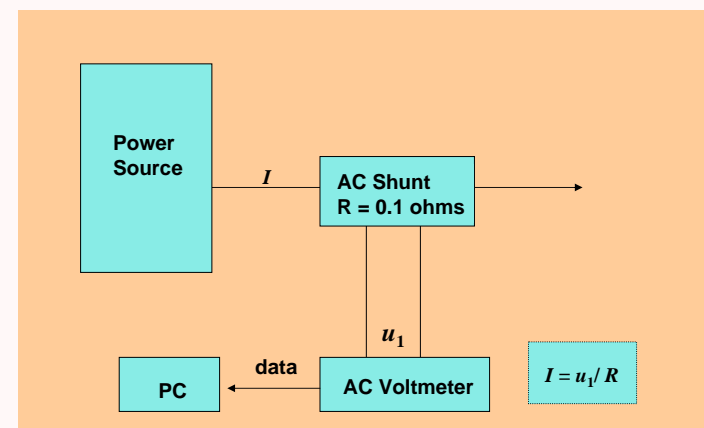 Power
Source
I
AC Shunt
R = 0.1 ohms
u₁
data
PC
AC Voltmeter
I = u₁/ R